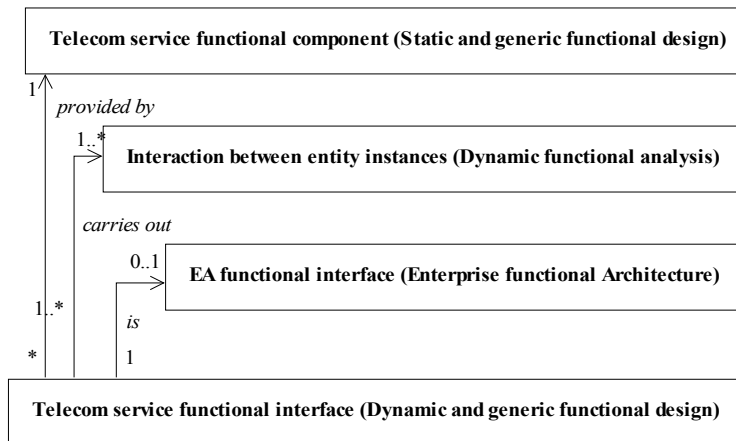 Telecom service functional component (Static and generic functional design)
1
provided by
1..*
Interaction between entity instances (Dynamic functional analysis)
carries out
0..1
EA functional interface (Enterprise functional Architecture)
1..*
is
*
1
Telecom service functional interface (Dynamic and generic functional design)